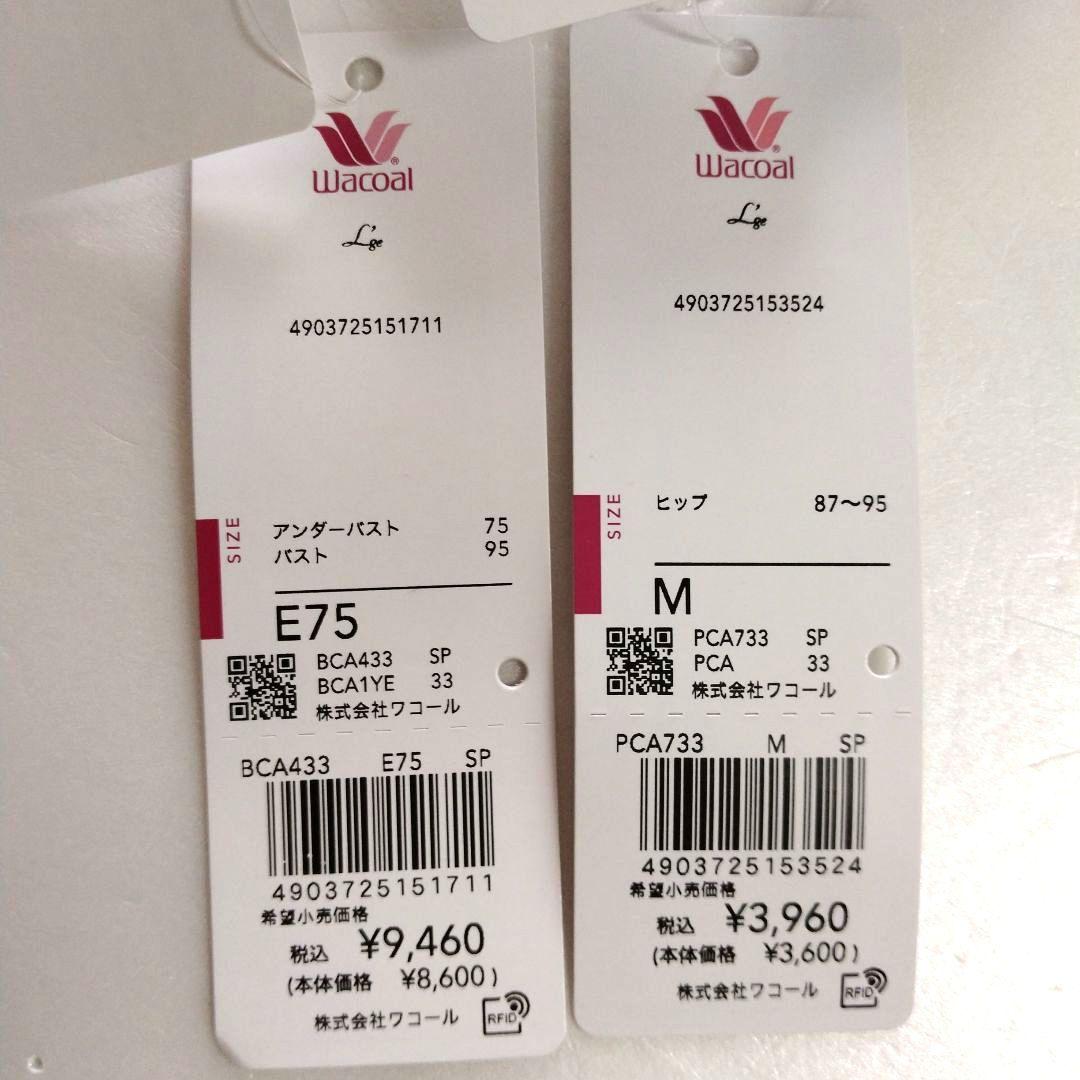 Wacoal
L'ge
4903725151711
SIZE
アンダーバスト 75
バスト 95
E75
BCA433 SP
BCA1YE 33
株式会社ワコール
BCA433 E75 SP
4903725151711
希望小売価格
税込 ¥9,460
(本体価格 ¥8,600)
株式会社ワコール
RFID
Wacoal
L'ge
4903725153524
SIZE
ヒップ 87〜95
M
PCA733 SP
PCA 33
株式会社ワコール
PCA733 M SP
4903725153524
希望小売価格
税込 ¥3,960
(本体価格 ¥3,600)
株式会社ワコール
RFID